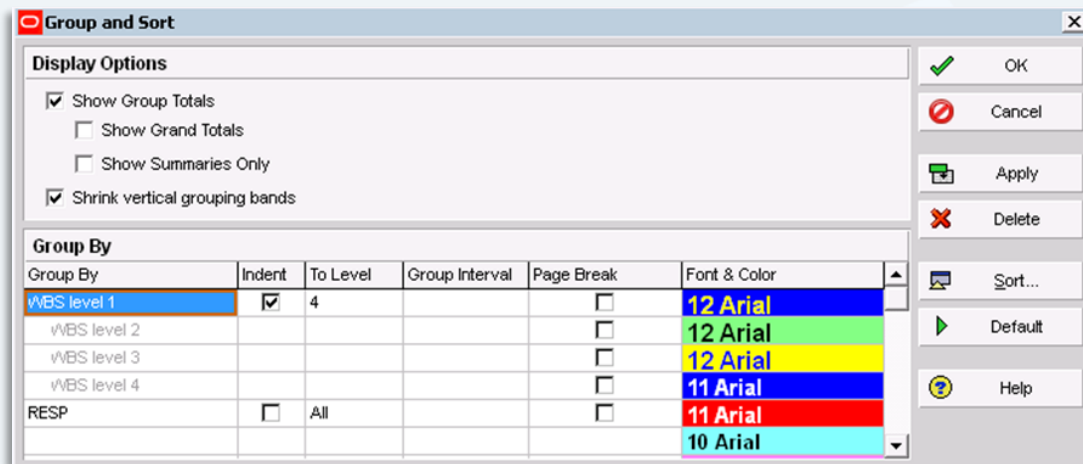 Group and Sort
Display Options
Show Group Totals
Show Grand Totals
Show Summaries Only
Shrink vertical grouping bands
Group By
Group By Indent To Level Group Interval Page Break Font & Color
WBS level 1 4 12 Arial
WBS level 2 12 Arial
WBS level 3 12 Arial
WBS level 4 11 Arial
RESP All 11 Arial
10 Arial
OK
Cancel
Apply
Delete
Sort...
Default
Help